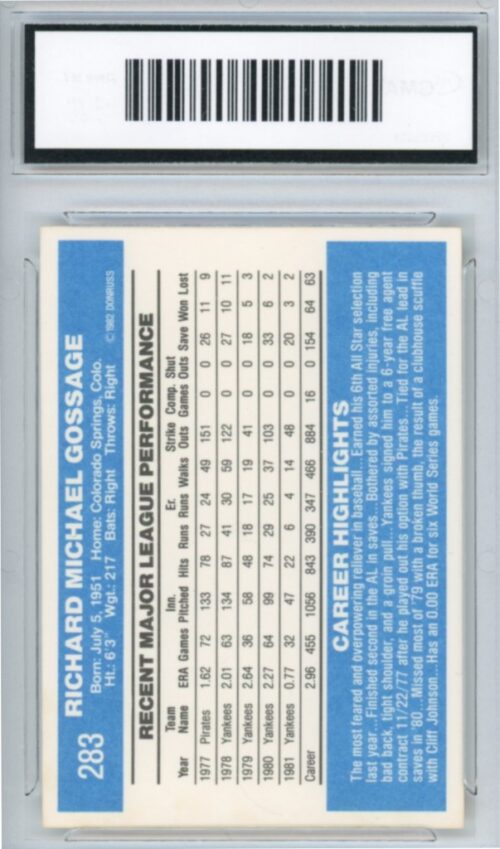 283
RICHARD MICHAEL GOSSAGE
Born: July 5, 1951 Home: Colorado Springs, Colo.
Ht.: 6'3" Wgt.: 217 Bats: Right Throws: Right © 1982 DONRUSS
RECENT MAJOR LEAGUE PERFORMANCE
Team Inn. Er. Strike Comp. Shut
Year Name ERA Games Pitched Hits Runs Runs Walks Outs Games Outs Save Won Lost
1977 Pirates 1.62 72 133 78 27 24 49 151 0 0 26 11 9
1978 Yankees 2.01 63 134 87 41 30 59 122 0 0 27 10 11
1979 Yankees 2.64 36 58 48 18 17 19 41 0 0 18 5 3
1980 Yankees 2.27 64 99 74 29 25 37 103 0 0 33 6 2
1981 Yankees 0.77 32 47 22 6 4 14 48 0 0 20 3 2
Career 2.96 455 1056 843 390 347 466 884 16 0 154 64 63
CAREER HIGHLIGHTS
The most feared and overpowering reliever in baseball...Earned his 6th All Star selection
last year...Finished second in the AL in saves...Bothered by assorted injuries, including
bad back, tight shoulder, and a groin pull...Yankees signed him to a 6-year free agent
contract 11/22/77 after he played out his option with Pirates...Tied for the AL lead in
saves in 80...Missed most of '79 with a broken thumb, the result of a clubhouse scuffle
with Cliff Johnson...Has an 0.00 ERA for six World Series games.